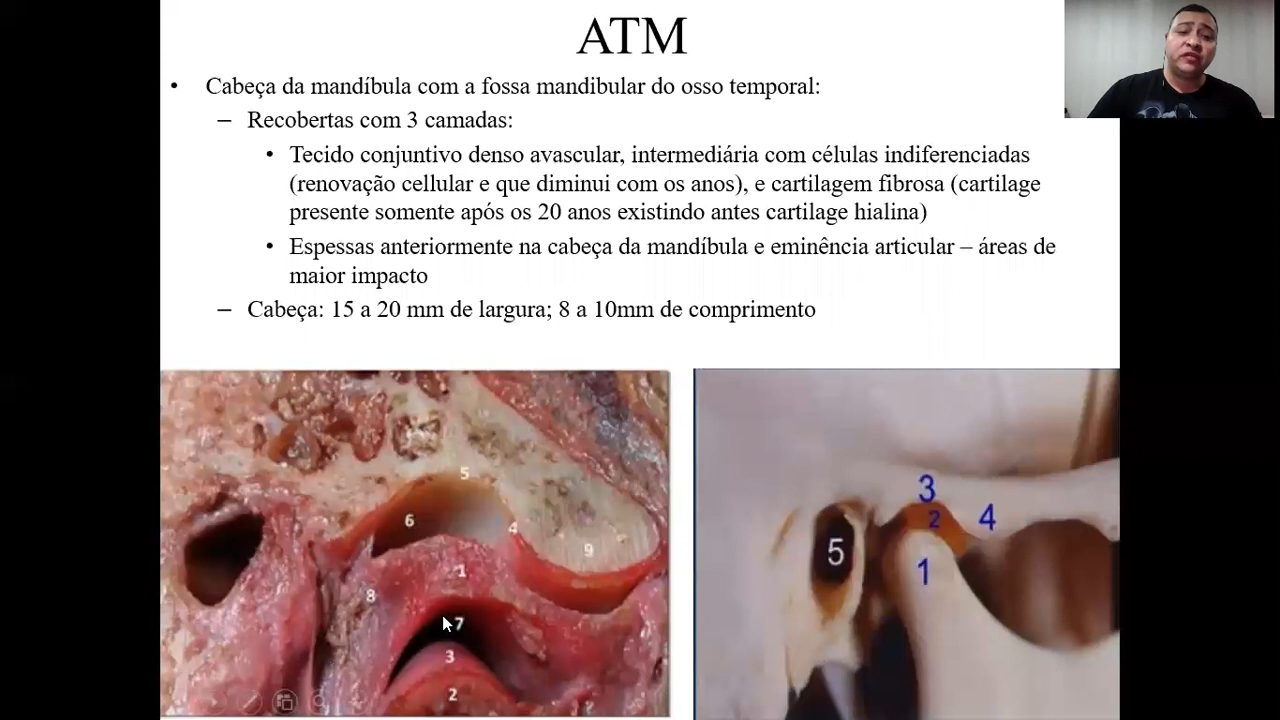 ATM
• Cabeça da mandíbula com a fossa mandibular do osso temporal:
– Recobertas com 3 camadas:
• Tecido conjuntivo denso avascular, intermediária com células indiferenciadas
(renovação cellular e que diminui com os anos), e cartilagem fibrosa (cartilage
presente somente após os 20 anos existindo antes cartilage hialina)
• Espessas anteriormente na cabeça da mandíbula e eminência articular – áreas de
maior impacto
– Cabeça: 15 a 20 mm de largura; 8 a 10mm de comprimento
5
6
4
9
1
8
7
3
2
3
2
4
5
1